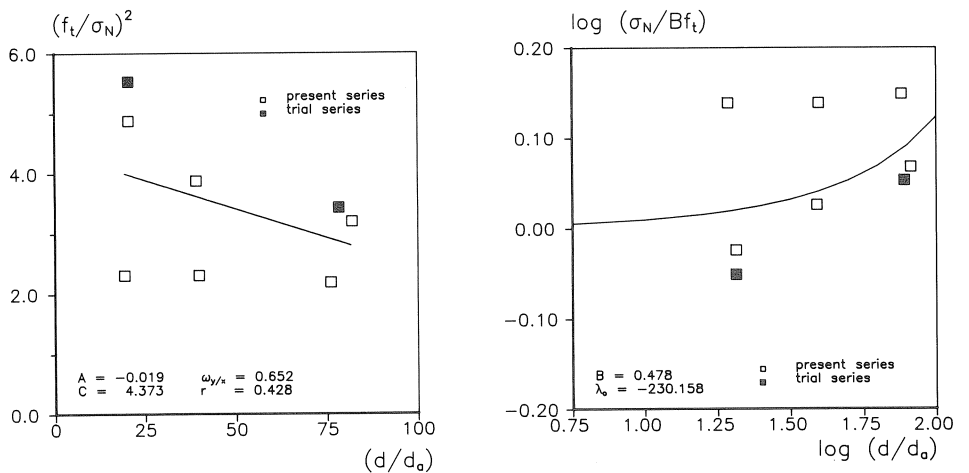 (f_t/σ_N)²
6.0
4.0
2.0
0.0
□ present series
■ trial series
A = −0.019 ω_y/x = 0.652
C = 4.373 r = 0.428
0 25 50 75 100
(d/d_a)
log (σ_N/Bf_t)
0.20
0.10
0.00
−0.10
−0.20
□ present series
■ trial series
B = 0.478
λ_o = −230.158
0.75 1.00 1.25 1.50 1.75 2.00
log (d/d_a)